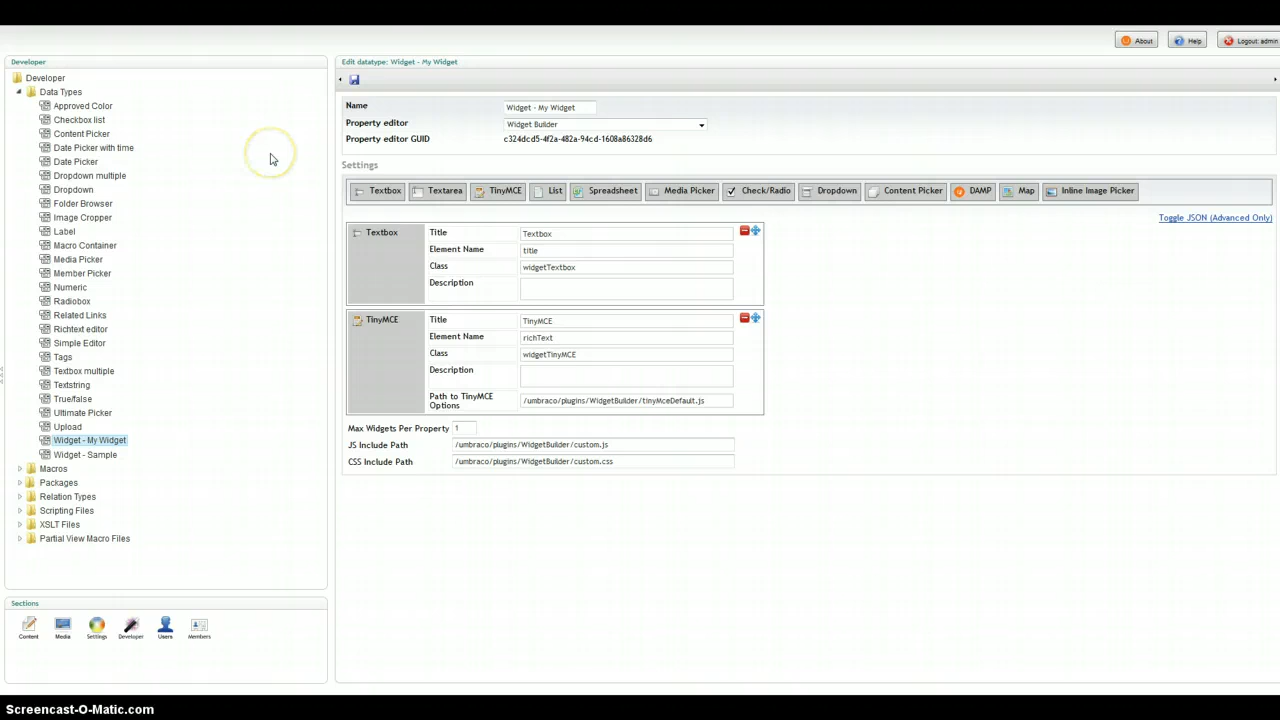 About
Help
Logout: admin
Developer
Developer
Data Types
Approved Color
Checkbox list
Content Picker
Date Picker with time
Date Picker
Dropdown multiple
Dropdown
Folder Browser
Image Cropper
Label
Macro Container
Media Picker
Member Picker
Numeric
Radiobox
Related Links
Richtext editor
Simple Editor
Tags
Textbox multiple
Textstring
True/false
Ultimate Picker
Upload
Widget - My Widget
Widget - Sample
Macros
Packages
Relation Types
Scripting Files
XSLT Files
Partial View Macro Files
Sections
Content Media Settings Developer Users Members
Edit datatype: Widget - My Widget
Name Widget - My Widget
Property editor Widget Builder
Property editor GUID c324dcd5-4f2a-482a-94cd-1608a86328d6
Settings
Textbox Textarea TinyMCE List Spreadsheet Media Picker Check/Radio Dropdown Content Picker DAMP Map Inline Image Picker
Toggle JSON (Advanced Only)
Textbox Title Textbox
Element Name title
Class widgetTextbox
Description
TinyMCE Title TinyMCE
Element Name richText
Class widgetTinyMCE
Description
Path to TinyMCE
Options /umbraco/plugins/WidgetBuilder/tinyMceDefault.js
Max Widgets Per Property 1
JS Include Path /umbraco/plugins/WidgetBuilder/custom.js
CSS Include Path /umbraco/plugins/WidgetBuilder/custom.css
Screencast-O-Matic.com